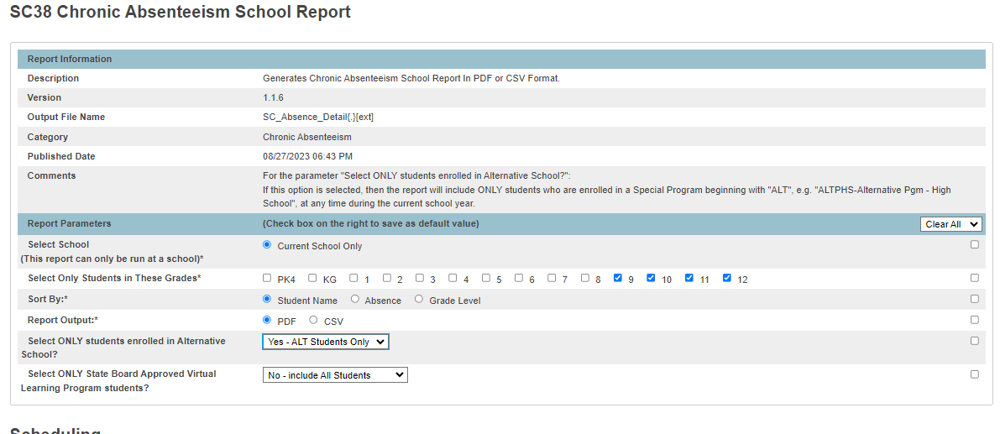 SC38 Chronic Absenteeism School Report
Report Information
Description Generates Chronic Absenteeism School Report In PDF or CSV Format.
Version 1.1.6
Output File Name SC_Absence_Detail{.}[ext]
Category Chronic Absenteeism
Published Date 08/27/2023 06:43 PM
Comments For the parameter "Select ONLY students enrolled in Alternative School?":
If this option is selected, then the report will include ONLY students who are enrolled in a Special Program beginning with "ALT", e.g. "ALTPHS-Alternative Pgm - High
School", at any time during the current school year.
Report Parameters (Check box on the right to save as default value) Clear All
Select School
(This report can only be run at a school)* Current School Only
Select Only Students in These Grades* PK4 KG 1 2 3 4 5 6 7 8 9 10 11 12
Sort By:* Student Name Absence Grade Level
Report Output:* PDF CSV
Select ONLY students enrolled in Alternative
School? Yes - ALT Students Only
Select ONLY State Board Approved Virtual
Learning Program students? No - include All Students
Scheduling